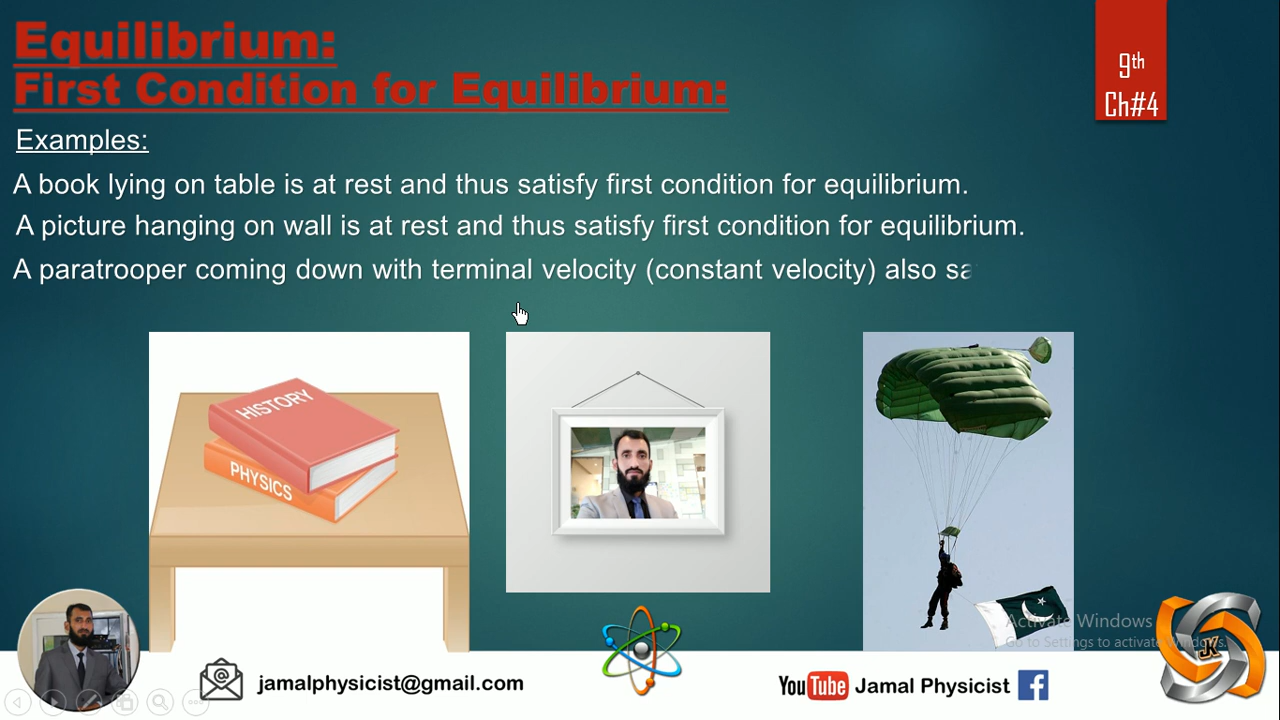 Equilibrium:
First Condition for Equilibrium:
9th
Ch#4
Examples:
A book lying on table is at rest and thus satisfy first condition for equilibrium.
A picture hanging on wall is at rest and thus satisfy first condition for equilibrium.
A paratrooper coming down with terminal velocity (constant velocity) also sa
HISTORY
PHYSICS
Activate Windows
Go to Settings to activate Windows.
JK
jamalphysicist@gmail.com
YouTube Jamal Physicist f